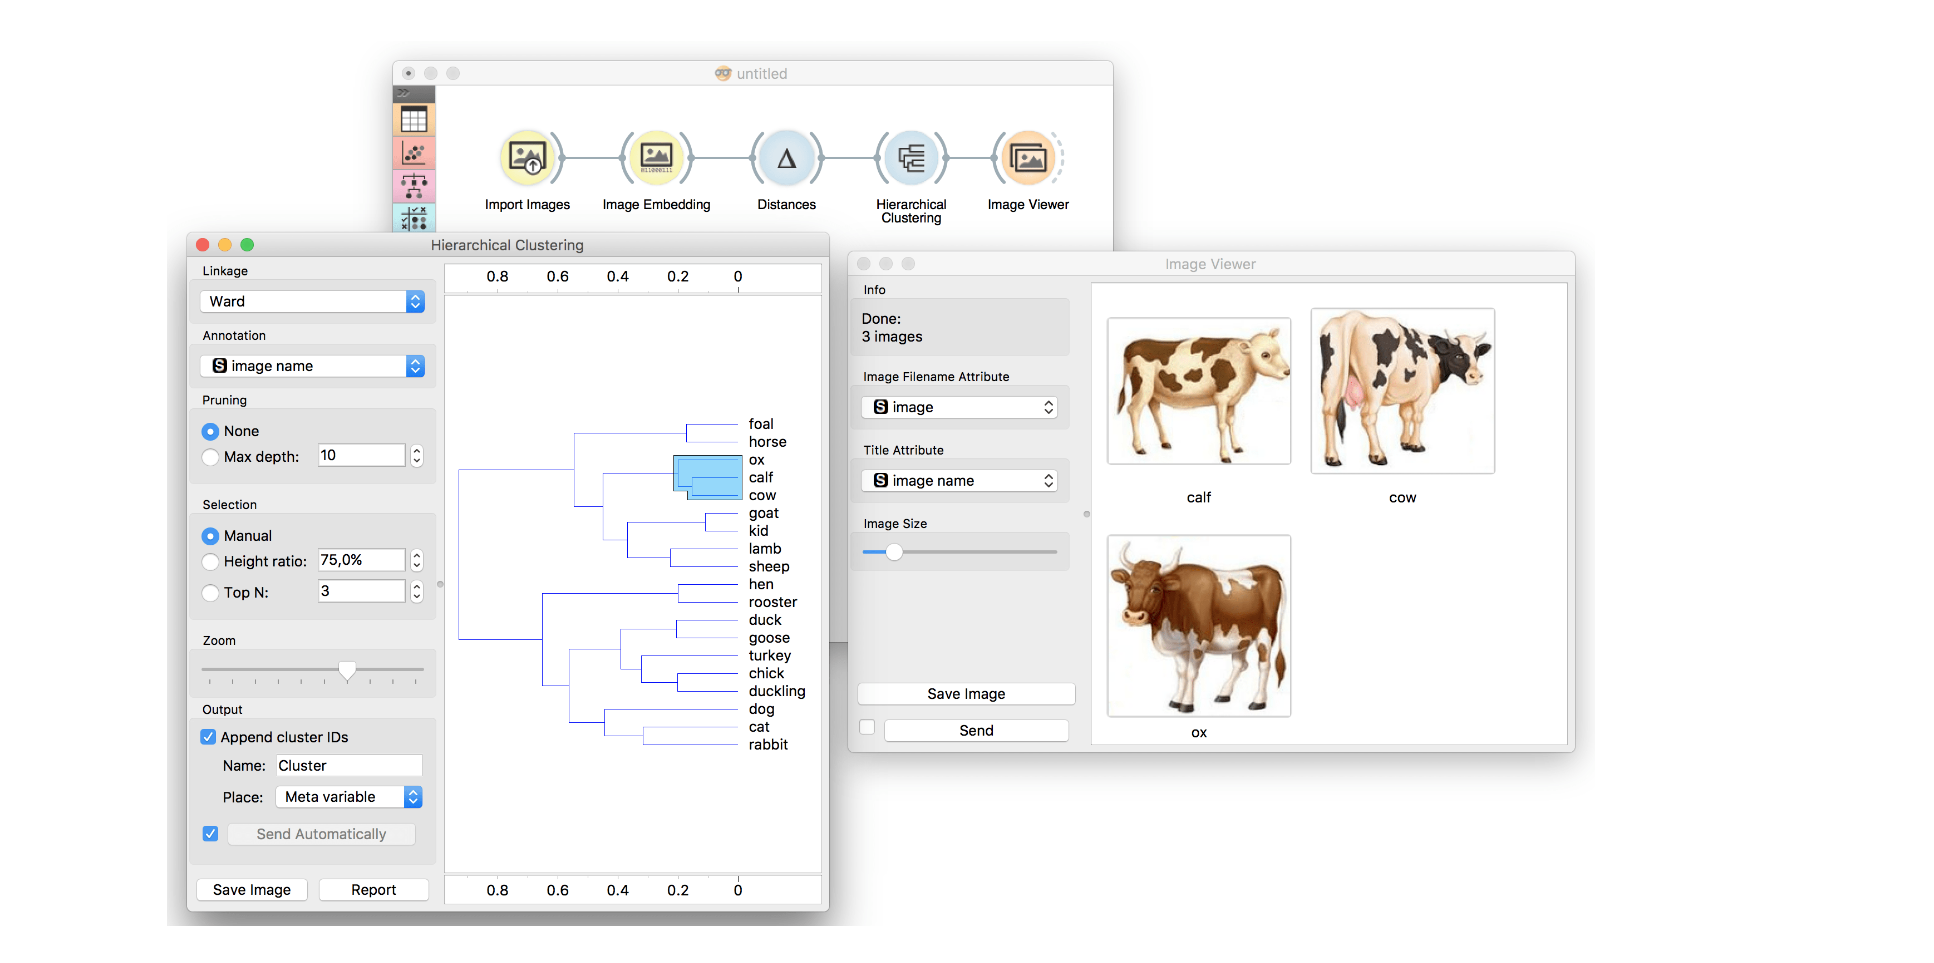 untitled
011000111
Import Images
Image Embedding
Δ
Distances
Hierarchical
Clustering
Image Viewer
Hierarchical Clustering
Linkage
Ward
Annotation
S image name
Pruning
None
Max depth: 10
Selection
Manual
Height ratio: 75,0%
Top N: 3
Zoom
Output
Append cluster IDs
Name: Cluster
Place: Meta variable
Send Automatically
Save Image Report
0.8 0.6 0.4 0.2 0
foal
horse
ox
calf
cow
goat
kid
lamb
sheep
hen
rooster
duck
goose
turkey
chick
duckling
dog
cat
rabbit
0.8 0.6 0.4 0.2 0
Image Viewer
Info
Done:
3 images
Image Filename Attribute
S image
Title Attribute
S image name
Image Size
Save Image
Send
calf
cow
ox